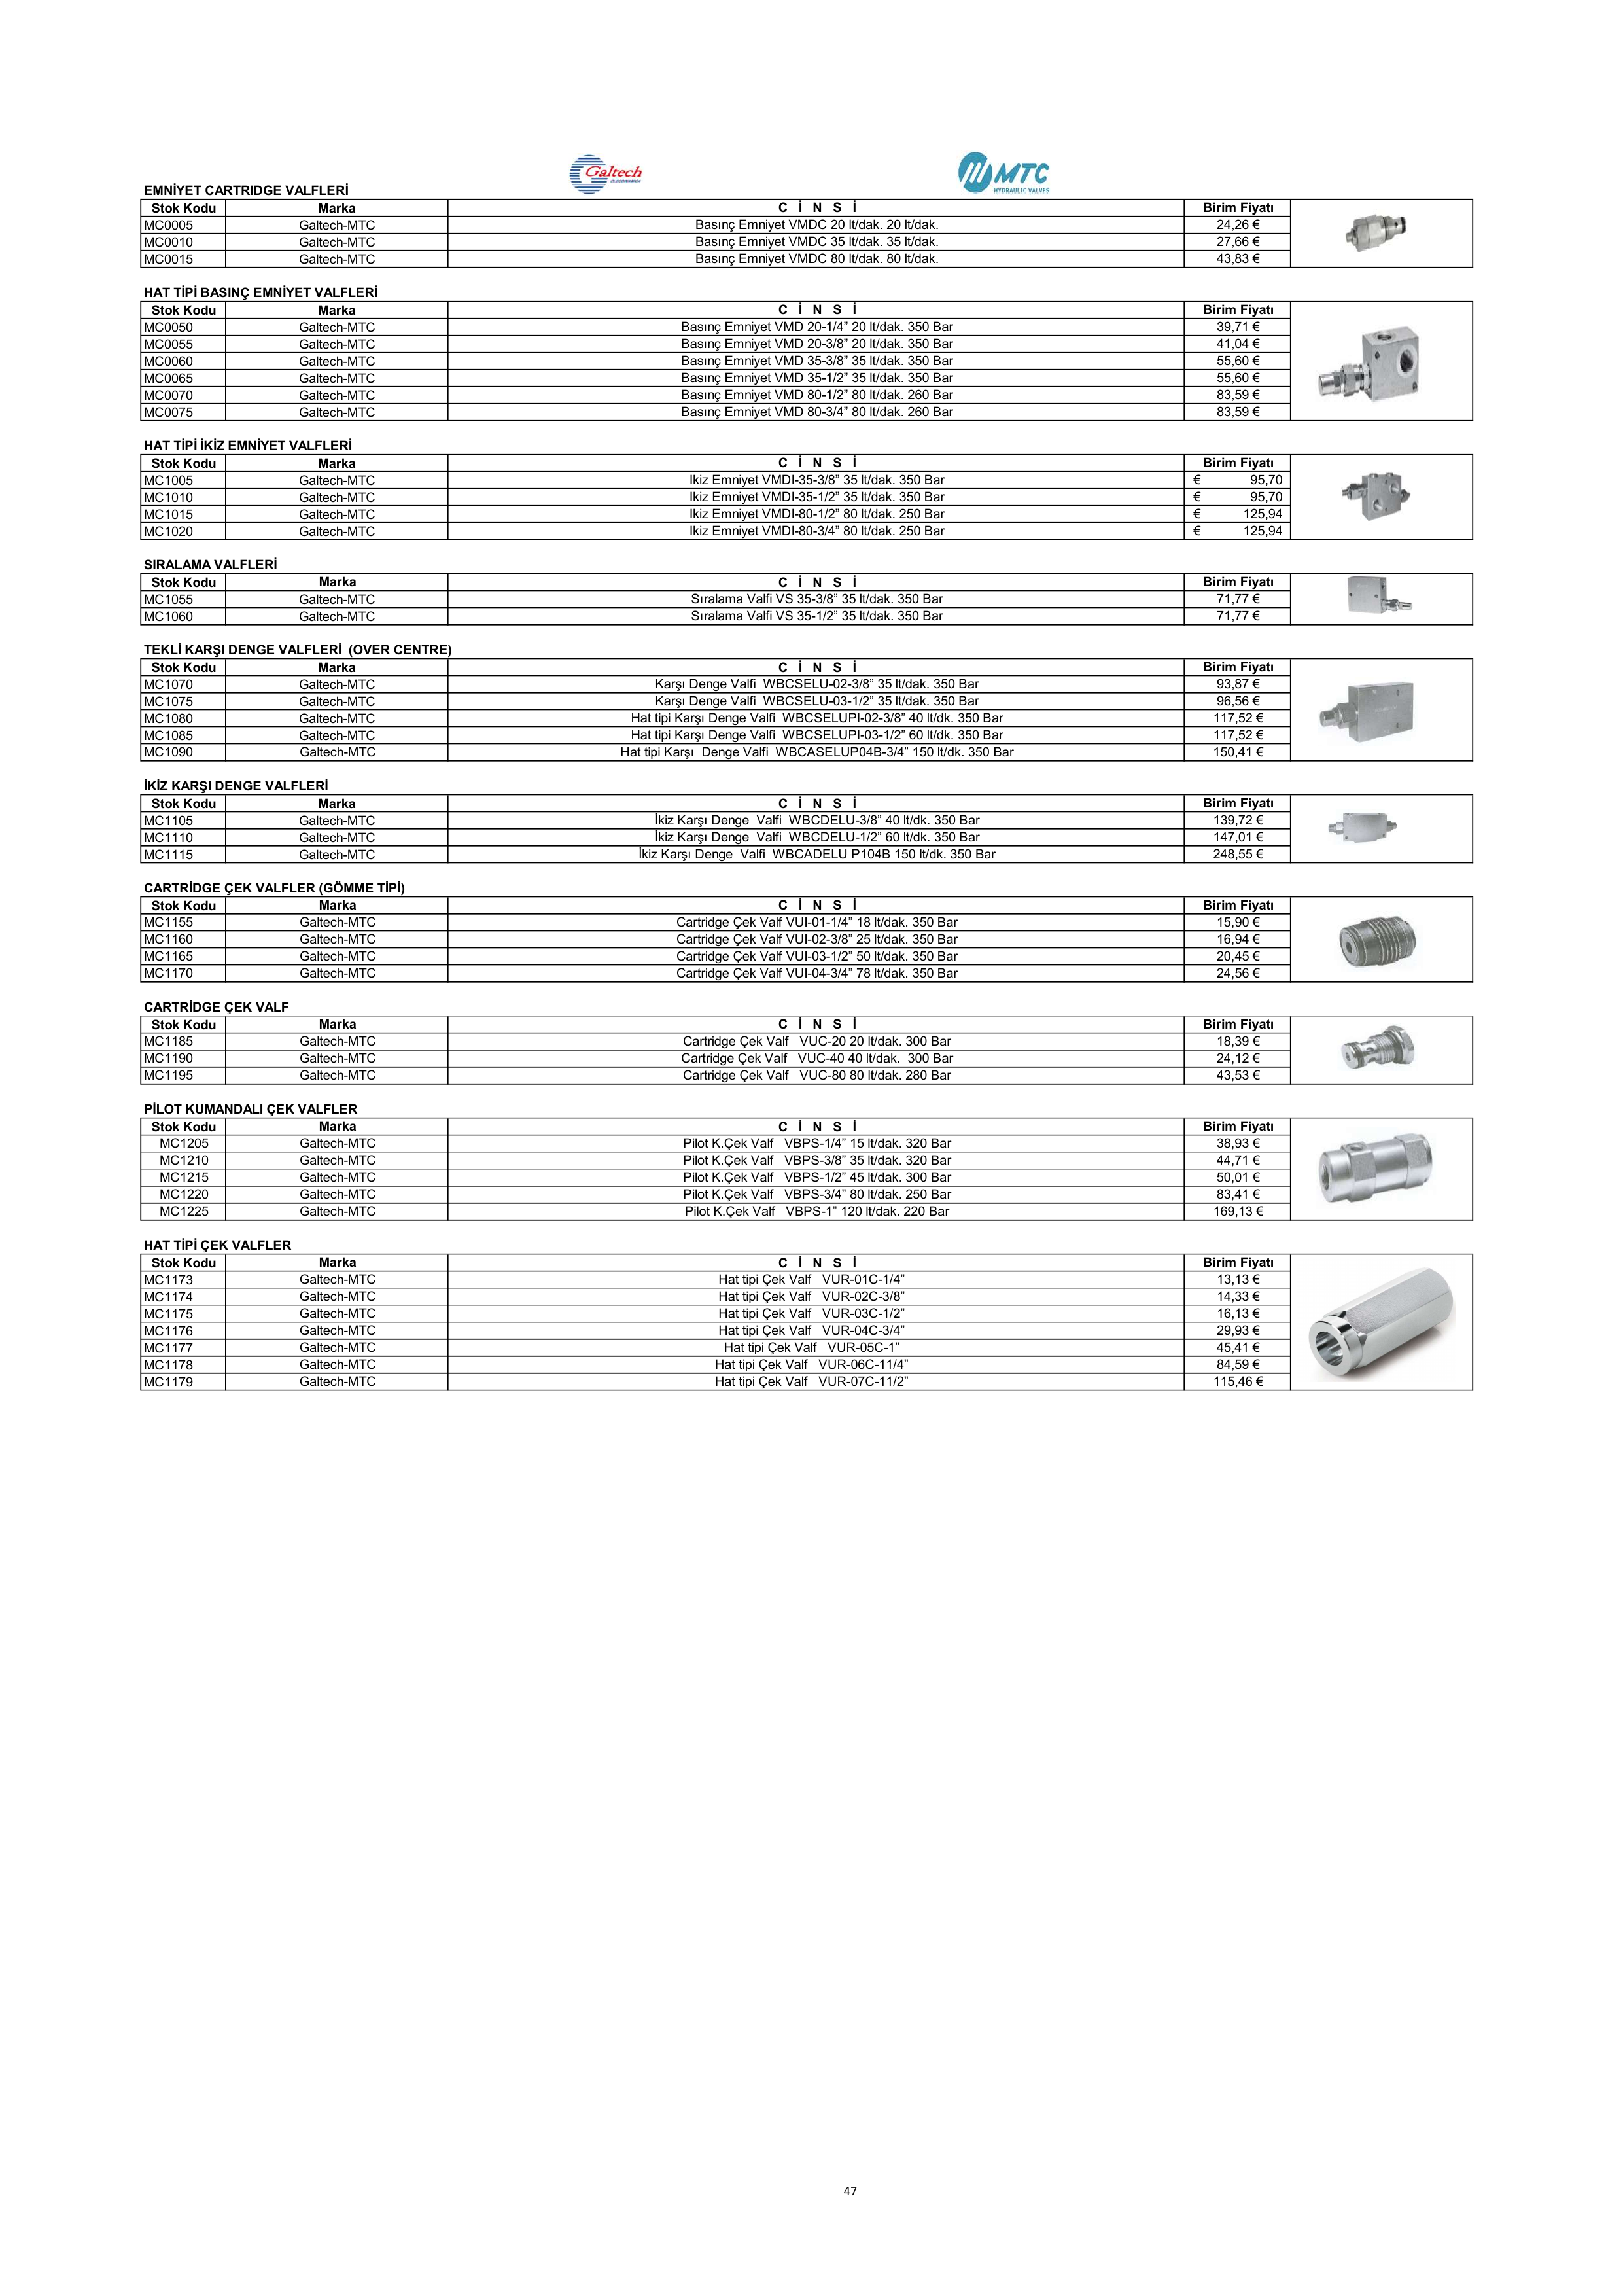 Galtech
MTC
HYDRAULIC VALVES
EMNİYET CARTRIDGE VALFLERİ
Stok Kodu Marka C İ N S İ Birim Fiyatı
MC0005 Galtech-MTC Basınç Emniyet VMDC 20 lt/dak. 20 lt/dak. 24,26 €
MC0010 Galtech-MTC Basınç Emniyet VMDC 35 lt/dak. 35 lt/dak. 27,66 €
MC0015 Galtech-MTC Basınç Emniyet VMDC 80 lt/dak. 80 lt/dak. 43,83 €
HAT TİPİ BASINÇ EMNİYET VALFLERİ
Stok Kodu Marka C İ N S İ Birim Fiyatı
MC0050 Galtech-MTC Basınç Emniyet VMD 20-1/4” 20 lt/dak. 350 Bar 39,71 €
MC0055 Galtech-MTC Basınç Emniyet VMD 20-3/8” 20 lt/dak. 350 Bar 41,04 €
MC0060 Galtech-MTC Basınç Emniyet VMD 35-3/8” 35 lt/dak. 350 Bar 55,60 €
MC0065 Galtech-MTC Basınç Emniyet VMD 35-1/2” 35 lt/dak. 350 Bar 55,60 €
MC0070 Galtech-MTC Basınç Emniyet VMD 80-1/2” 80 lt/dak. 260 Bar 83,59 €
MC0075 Galtech-MTC Basınç Emniyet VMD 80-3/4” 80 lt/dak. 260 Bar 83,59 €
HAT TİPİ İKİZ EMNİYET VALFLERİ
Stok Kodu Marka C İ N S İ Birim Fiyatı
MC1005 Galtech-MTC Ikiz Emniyet VMDI-35-3/8” 35 lt/dak. 350 Bar € 95,70
MC1010 Galtech-MTC Ikiz Emniyet VMDI-35-1/2” 35 lt/dak. 350 Bar € 95,70
MC1015 Galtech-MTC Ikiz Emniyet VMDI-80-1/2” 80 lt/dak. 250 Bar € 125,94
MC1020 Galtech-MTC Ikiz Emniyet VMDI-80-3/4” 80 lt/dak. 250 Bar € 125,94
SIRALAMA VALFLERİ
Stok Kodu Marka C İ N S İ Birim Fiyatı
MC1055 Galtech-MTC Sıralama Valfi VS 35-3/8” 35 lt/dak. 350 Bar 71,77 €
MC1060 Galtech-MTC Sıralama Valfi VS 35-1/2” 35 lt/dak. 350 Bar 71,77 €
TEKLİ KARŞI DENGE VALFLERİ (OVER CENTRE)
Stok Kodu Marka C İ N S İ Birim Fiyatı
MC1070 Galtech-MTC Karşı Denge Valfi WBCSELU-02-3/8” 35 lt/dak. 350 Bar 93,87 €
MC1075 Galtech-MTC Karşı Denge Valfi WBCSELU-03-1/2” 35 lt/dak. 350 Bar 96,56 €
MC1080 Galtech-MTC Hat tipi Karşı Denge Valfi WBCSELUPI-02-3/8” 40 lt/dk. 350 Bar 117,52 €
MC1085 Galtech-MTC Hat tipi Karşı Denge Valfi WBCSELUPI-03-1/2” 60 lt/dk. 350 Bar 117,52 €
MC1090 Galtech-MTC Hat tipi Karşı Denge Valfi WBCASELUP04B-3/4” 150 lt/dk. 350 Bar 150,41 €
İKİZ KARŞI DENGE VALFLERİ
Stok Kodu Marka C İ N S İ Birim Fiyatı
MC1105 Galtech-MTC İkiz Karşı Denge Valfi WBCDELU-3/8” 40 lt/dk. 350 Bar 139,72 €
MC1110 Galtech-MTC İkiz Karşı Denge Valfi WBCDELU-1/2” 60 lt/dk. 350 Bar 147,01 €
MC1115 Galtech-MTC İkiz Karşı Denge Valfi WBCADELU P104B 150 lt/dk. 350 Bar 248,55 €
CARTRİDGE ÇEK VALFLER (GÖMME TİPİ)
Stok Kodu Marka C İ N S İ Birim Fiyatı
MC1155 Galtech-MTC Cartridge Çek Valf VUI-01-1/4” 18 lt/dak. 350 Bar 15,90 €
MC1160 Galtech-MTC Cartridge Çek Valf VUI-02-3/8” 25 lt/dak. 350 Bar 16,94 €
MC1165 Galtech-MTC Cartridge Çek Valf VUI-03-1/2” 50 lt/dak. 350 Bar 20,45 €
MC1170 Galtech-MTC Cartridge Çek Valf VUI-04-3/4” 78 lt/dak. 350 Bar 24,56 €
CARTRİDGE ÇEK VALF
Stok Kodu Marka C İ N S İ Birim Fiyatı
MC1185 Galtech-MTC Cartridge Çek Valf VUC-20 20 lt/dak. 300 Bar 18,39 €
MC1190 Galtech-MTC Cartridge Çek Valf VUC-40 40 lt/dak. 300 Bar 24,12 €
MC1195 Galtech-MTC Cartridge Çek Valf VUC-80 80 lt/dak. 280 Bar 43,53 €
PİLOT KUMANDALI ÇEK VALFLER
Stok Kodu Marka C İ N S İ Birim Fiyatı
MC1205 Galtech-MTC Pilot K.Çek Valf VBPS-1/4” 15 lt/dak. 320 Bar 38,93 €
MC1210 Galtech-MTC Pilot K.Çek Valf VBPS-3/8” 35 lt/dak. 320 Bar 44,71 €
MC1215 Galtech-MTC Pilot K.Çek Valf VBPS-1/2” 45 lt/dak. 300 Bar 50,01 €
MC1220 Galtech-MTC Pilot K.Çek Valf VBPS-3/4” 80 lt/dak. 250 Bar 83,41 €
MC1225 Galtech-MTC Pilot K.Çek Valf VBPS-1” 120 lt/dak. 220 Bar 169,13 €
HAT TİPİ ÇEK VALFLER
Stok Kodu Marka C İ N S İ Birim Fiyatı
MC1173 Galtech-MTC Hat tipi Çek Valf VUR-01C-1/4” 13,13 €
MC1174 Galtech-MTC Hat tipi Çek Valf VUR-02C-3/8” 14,33 €
MC1175 Galtech-MTC Hat tipi Çek Valf VUR-03C-1/2” 16,13 €
MC1176 Galtech-MTC Hat tipi Çek Valf VUR-04C-3/4” 29,93 €
MC1177 Galtech-MTC Hat tipi Çek Valf VUR-05C-1” 45,41 €
MC1178 Galtech-MTC Hat tipi Çek Valf VUR-06C-11/4” 84,59 €
MC1179 Galtech-MTC Hat tipi Çek Valf VUR-07C-11/2” 115,46 €
47